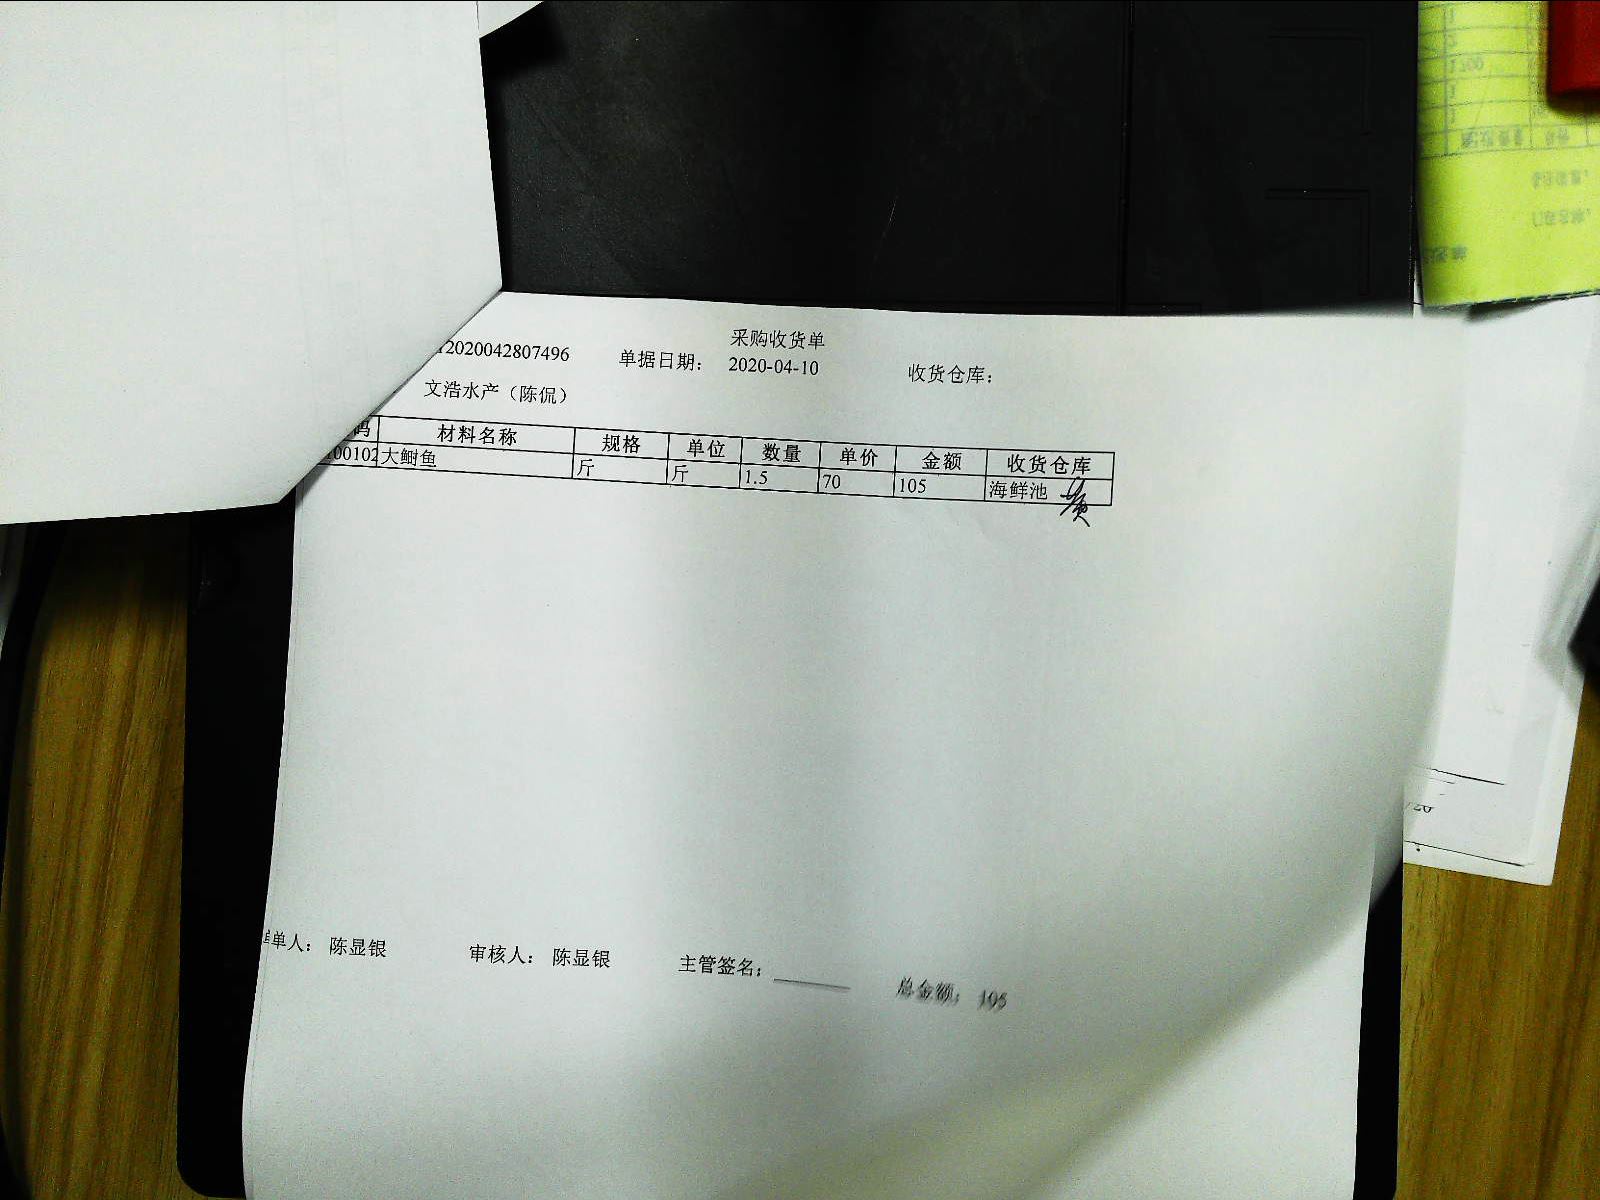 采购收货单
2020042807496 单据日期： 2020-04-10 收货仓库：
文浩水产（陈侃）
码 材料名称 规格 单位 数量 单价 金额 收货仓库
00102 大鲥鱼 斤 斤 1.5 70 105 海鲜池
单人： 陈显银 审核人： 陈显银 主管签名： 总金额： 105